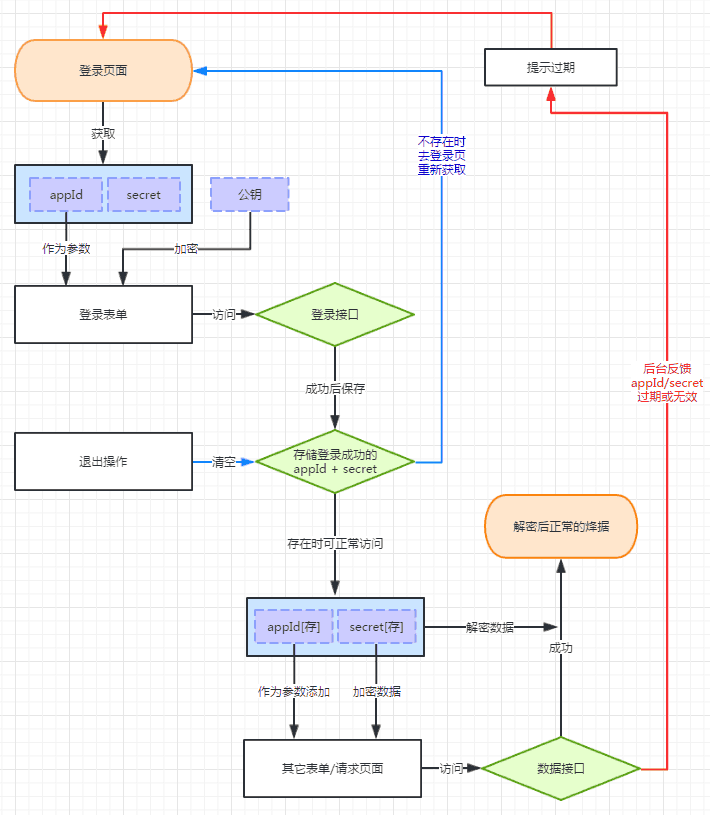 提示过期
登录页面
获取
不存在时
去登录页
重新获取
appId
secret
公钥
作为参数
加密
登录表单
访问
登录接口
后台反馈
appId/secret
过期或无效
成功后保存
退出操作
清空
存储登录成功的
appId + secret
解密后正常的烽据
存在时可正常访问
appId[存]
secret[存]
解密数据
成功
作为参数添加
加密数据
其它表单/请求页面
访问
数据接口